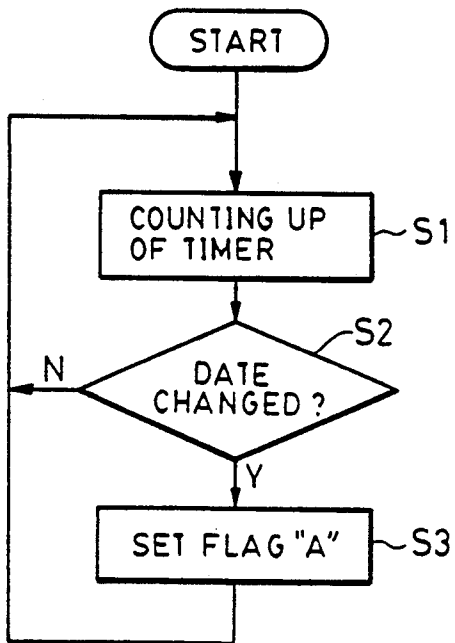 START
COUNTING UP
OF TIMER
S1
S2
DATE
CHANGED?
N
Y
SET FLAG "A"
S3